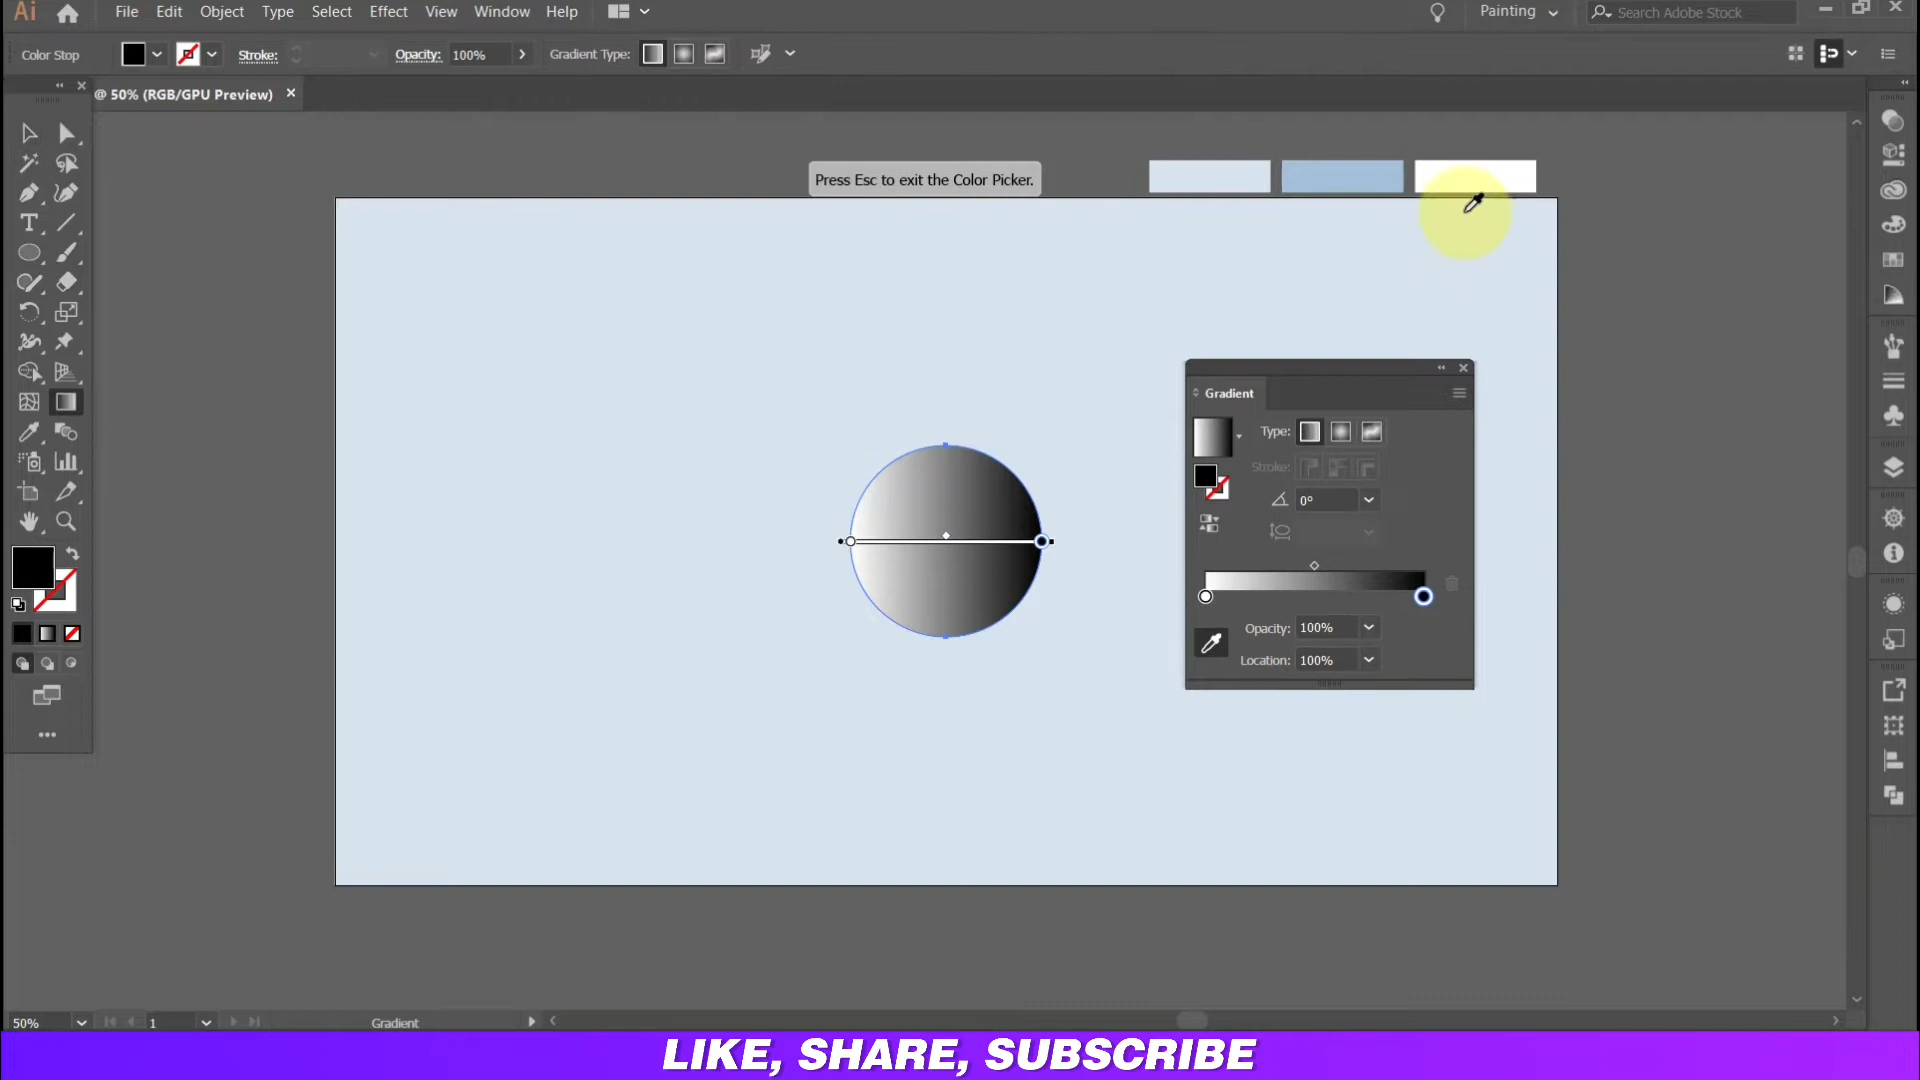 Ai File Edit Object Type Select Effect View Window Help Painting Search Adobe Stock
Color Stop Stroke: Opacity: 100% Gradient Type:
@ 50% (RGB/GPU Preview)
Press Esc to exit the Color Picker.
Gradient
Type:
Stroke:
0°
Opacity: 100%
Location: 100%
50% 1 Gradient
LIKE, SHARE, SUBSCRIBE